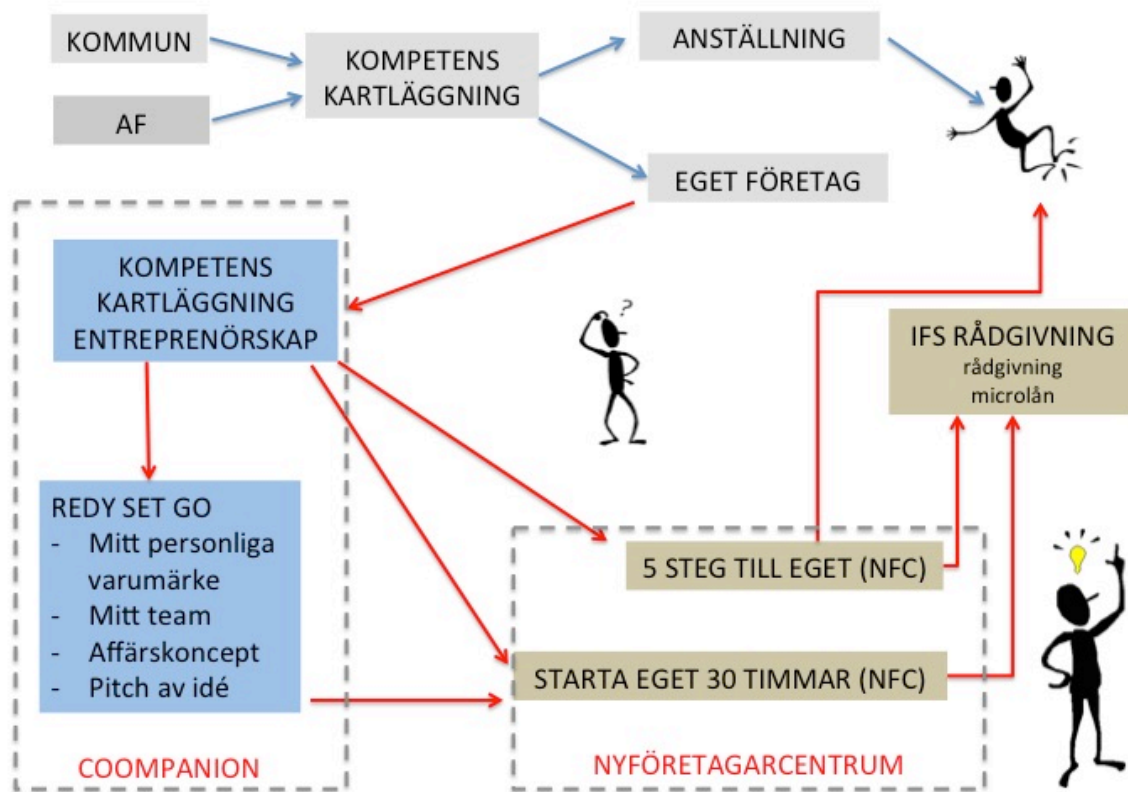 KOMMUN
AF
KOMPETENS
KARTLÄGGNING
ANSTÄLLNING
EGET FÖRETAG
KOMPETENS
KARTLÄGGNING
ENTREPRENÖRSKAP
?
IFS RÅDGIVNING
rådgivning
microlån
REDY SET GO
- Mitt personliga
varumärke
- Mitt team
- Affärskoncept
- Pitch av idé
5 STEG TILL EGET (NFC)
STARTA EGET 30 TIMMAR (NFC)
COOMPANION
NYFÖRETAGARCENTRUM